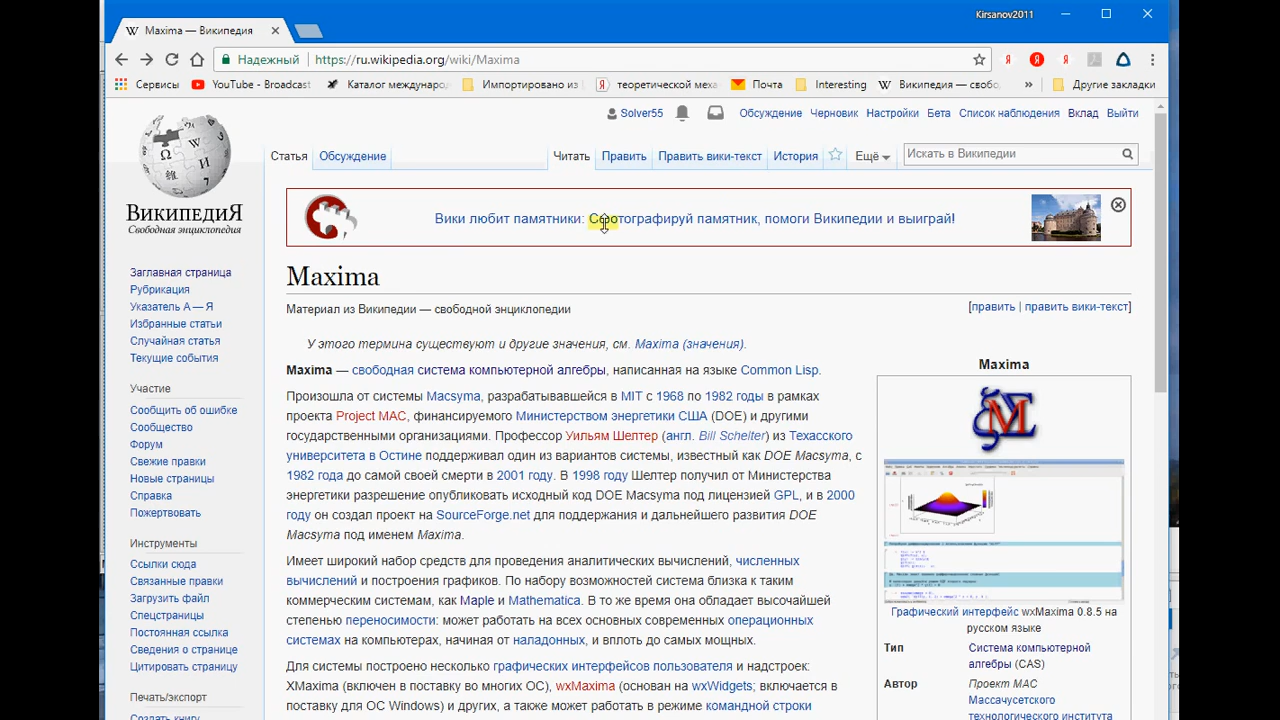 Kirsanov2011
Maxima — Википедия
Надежный https://ru.wikipedia.org/wiki/Maxima
Сервисы YouTube - Broadcast Каталог международ Импортировано из теоретической меха Почта Interesting Википедия — свобо » Другие закладки
Solver55 Обсуждение Черновик Настройки Бета Список наблюдения Вклад Выйти
Статья Обсуждение Читать Править Править вики-текст История Ещё Искать в Википедии
ВикипедиЯ
Свободная энциклопедия
Заглавная страница
Рубрикация
Указатель А — Я
Избранные статьи
Случайная статья
Текущие события
Участие
Сообщить об ошибке
Сообщество
Форум
Свежие правки
Новые страницы
Справка
Пожертвовать
Инструменты
Ссылки сюда
Связанные правки
Загрузить файл
Спецстраницы
Постоянная ссылка
Сведения о странице
Цитировать страницу
Печать/экспорт
Создать книгу
Вики любит памятники: Сфотографируй памятник, помоги Википедии и выиграй!
Maxima
Материал из Википедии — свободной энциклопедии
[править | править вики-текст]
У этого термина существуют и другие значения, см. Maxima (значения).
Maxima — свободная система компьютерной алгебры, написанная на языке Common Lisp.
Произошла от системы Macsyma, разрабатывавшейся в MIT с 1968 по 1982 годы в рамках
проекта Project MAC, финансируемого Министерством энергетики США (DOE) и другими
государственными организациями. Профессор Уильям Шелтер (англ. Bill Schelter) из Техасского
университета в Остине поддерживал один из вариантов системы, известный как DOE Macsyma, с
1982 года до самой своей смерти в 2001 году. В 1998 году Шелтер получил от Министерства
энергетики разрешение опубликовать исходный код DOE Macsyma под лицензией GPL, и в 2000
году он создал проект на SourceForge.net для поддержания и дальнейшего развития DOE
Macsyma под именем Maxima.
Имеет широкий набор средств для проведения аналитических вычислений, численных
вычислений и построения графиков. По набору возможностей система близка к таким
коммерческим системам, как Maple и Mathematica. В то же время она обладает высочайшей
степенью переносимости: может работать на всех основных современных операционных
системах на компьютерах, начиная от наладонных, и вплоть до самых мощных.
Для системы построено несколько графических интерфейсов пользователя и надстроек:
XMaxima (включен в поставку во многих ОС), wxMaxima (основан на wxWidgets; включается в
поставку для ОС Windows) и других, а также может работать в режиме командной строки
Maxima
Графический интерфейс wxMaxima 0.8.5 на
русском языке
Тип Система компьютерной
алгебры (CAS)
Автор Проект MAC
Массачусетского
технологического института